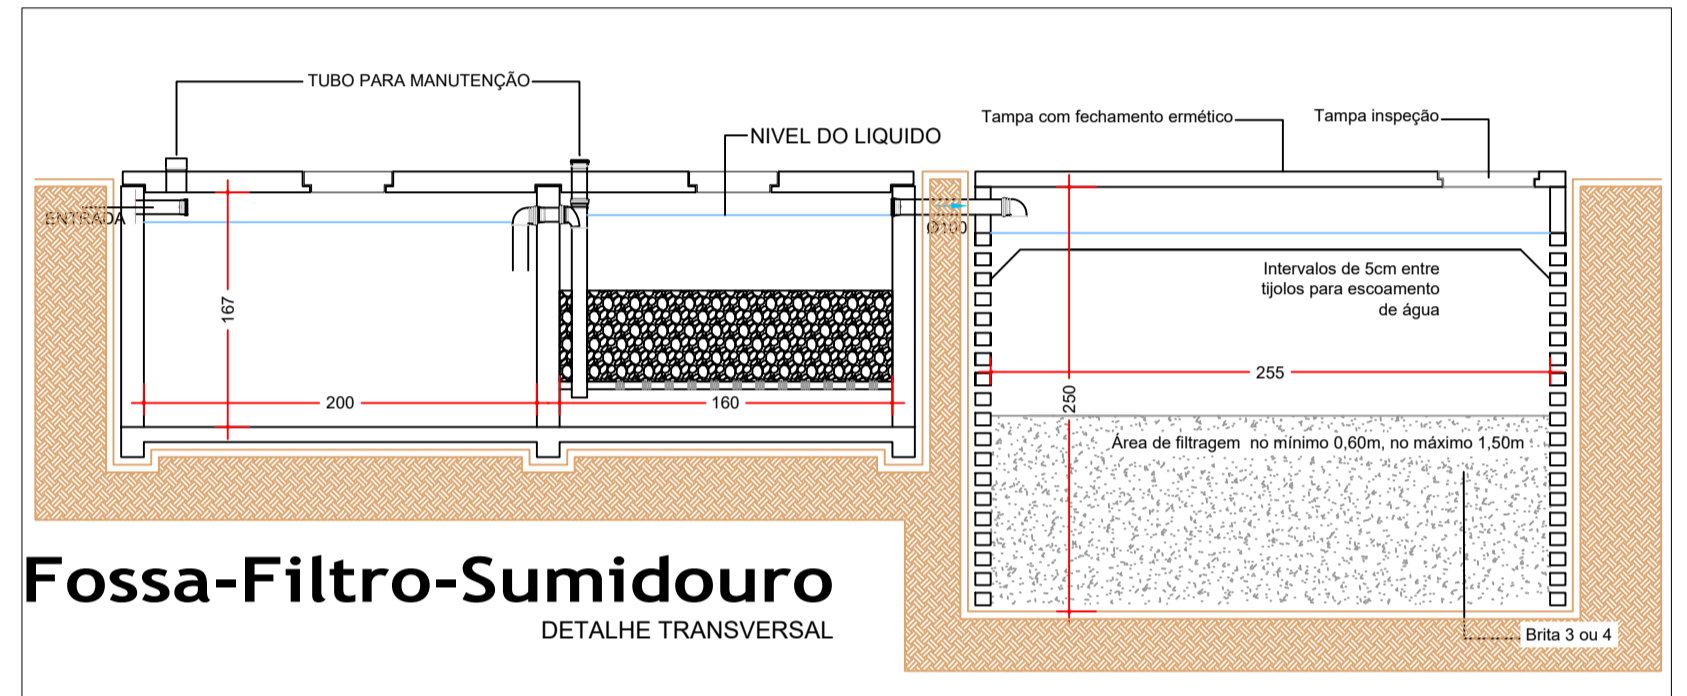 TUBO PARA MANUTENÇÃO
NIVEL DO LIQUIDO
Tampa com fechamento ermético
Tampa inspeção
ENTRADA
Ø100
Intervalos de 5cm entre
tijolos para escoamento
de água
167
200
160
250
255
Área de filtragem no mínimo 0,60m, no máximo 1,50m
Fossa-Filtro-Sumidouro
DETALHE TRANSVERSAL
Brita 3 ou 4